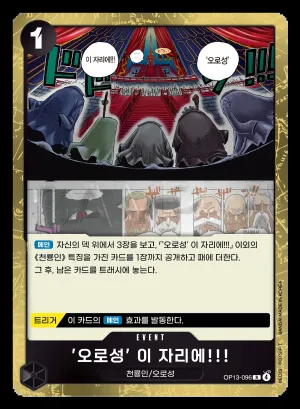 1
이 자리에!!!
'오로성'
메인 자신의 덱 위에서 3장을 보고, 「'오로성' 이 자리에!!!」 이외의
《천룡인》 특징을 가진 카드를 1장까지 공개하고 패에 더한다.
그 후, 남은 카드를 트래시에 놓는다.
트리거 이 카드의 메인 효과를 발동한다.
EVENT
'오로성' 이 자리에!!!
천룡인/오로성
OP13-096